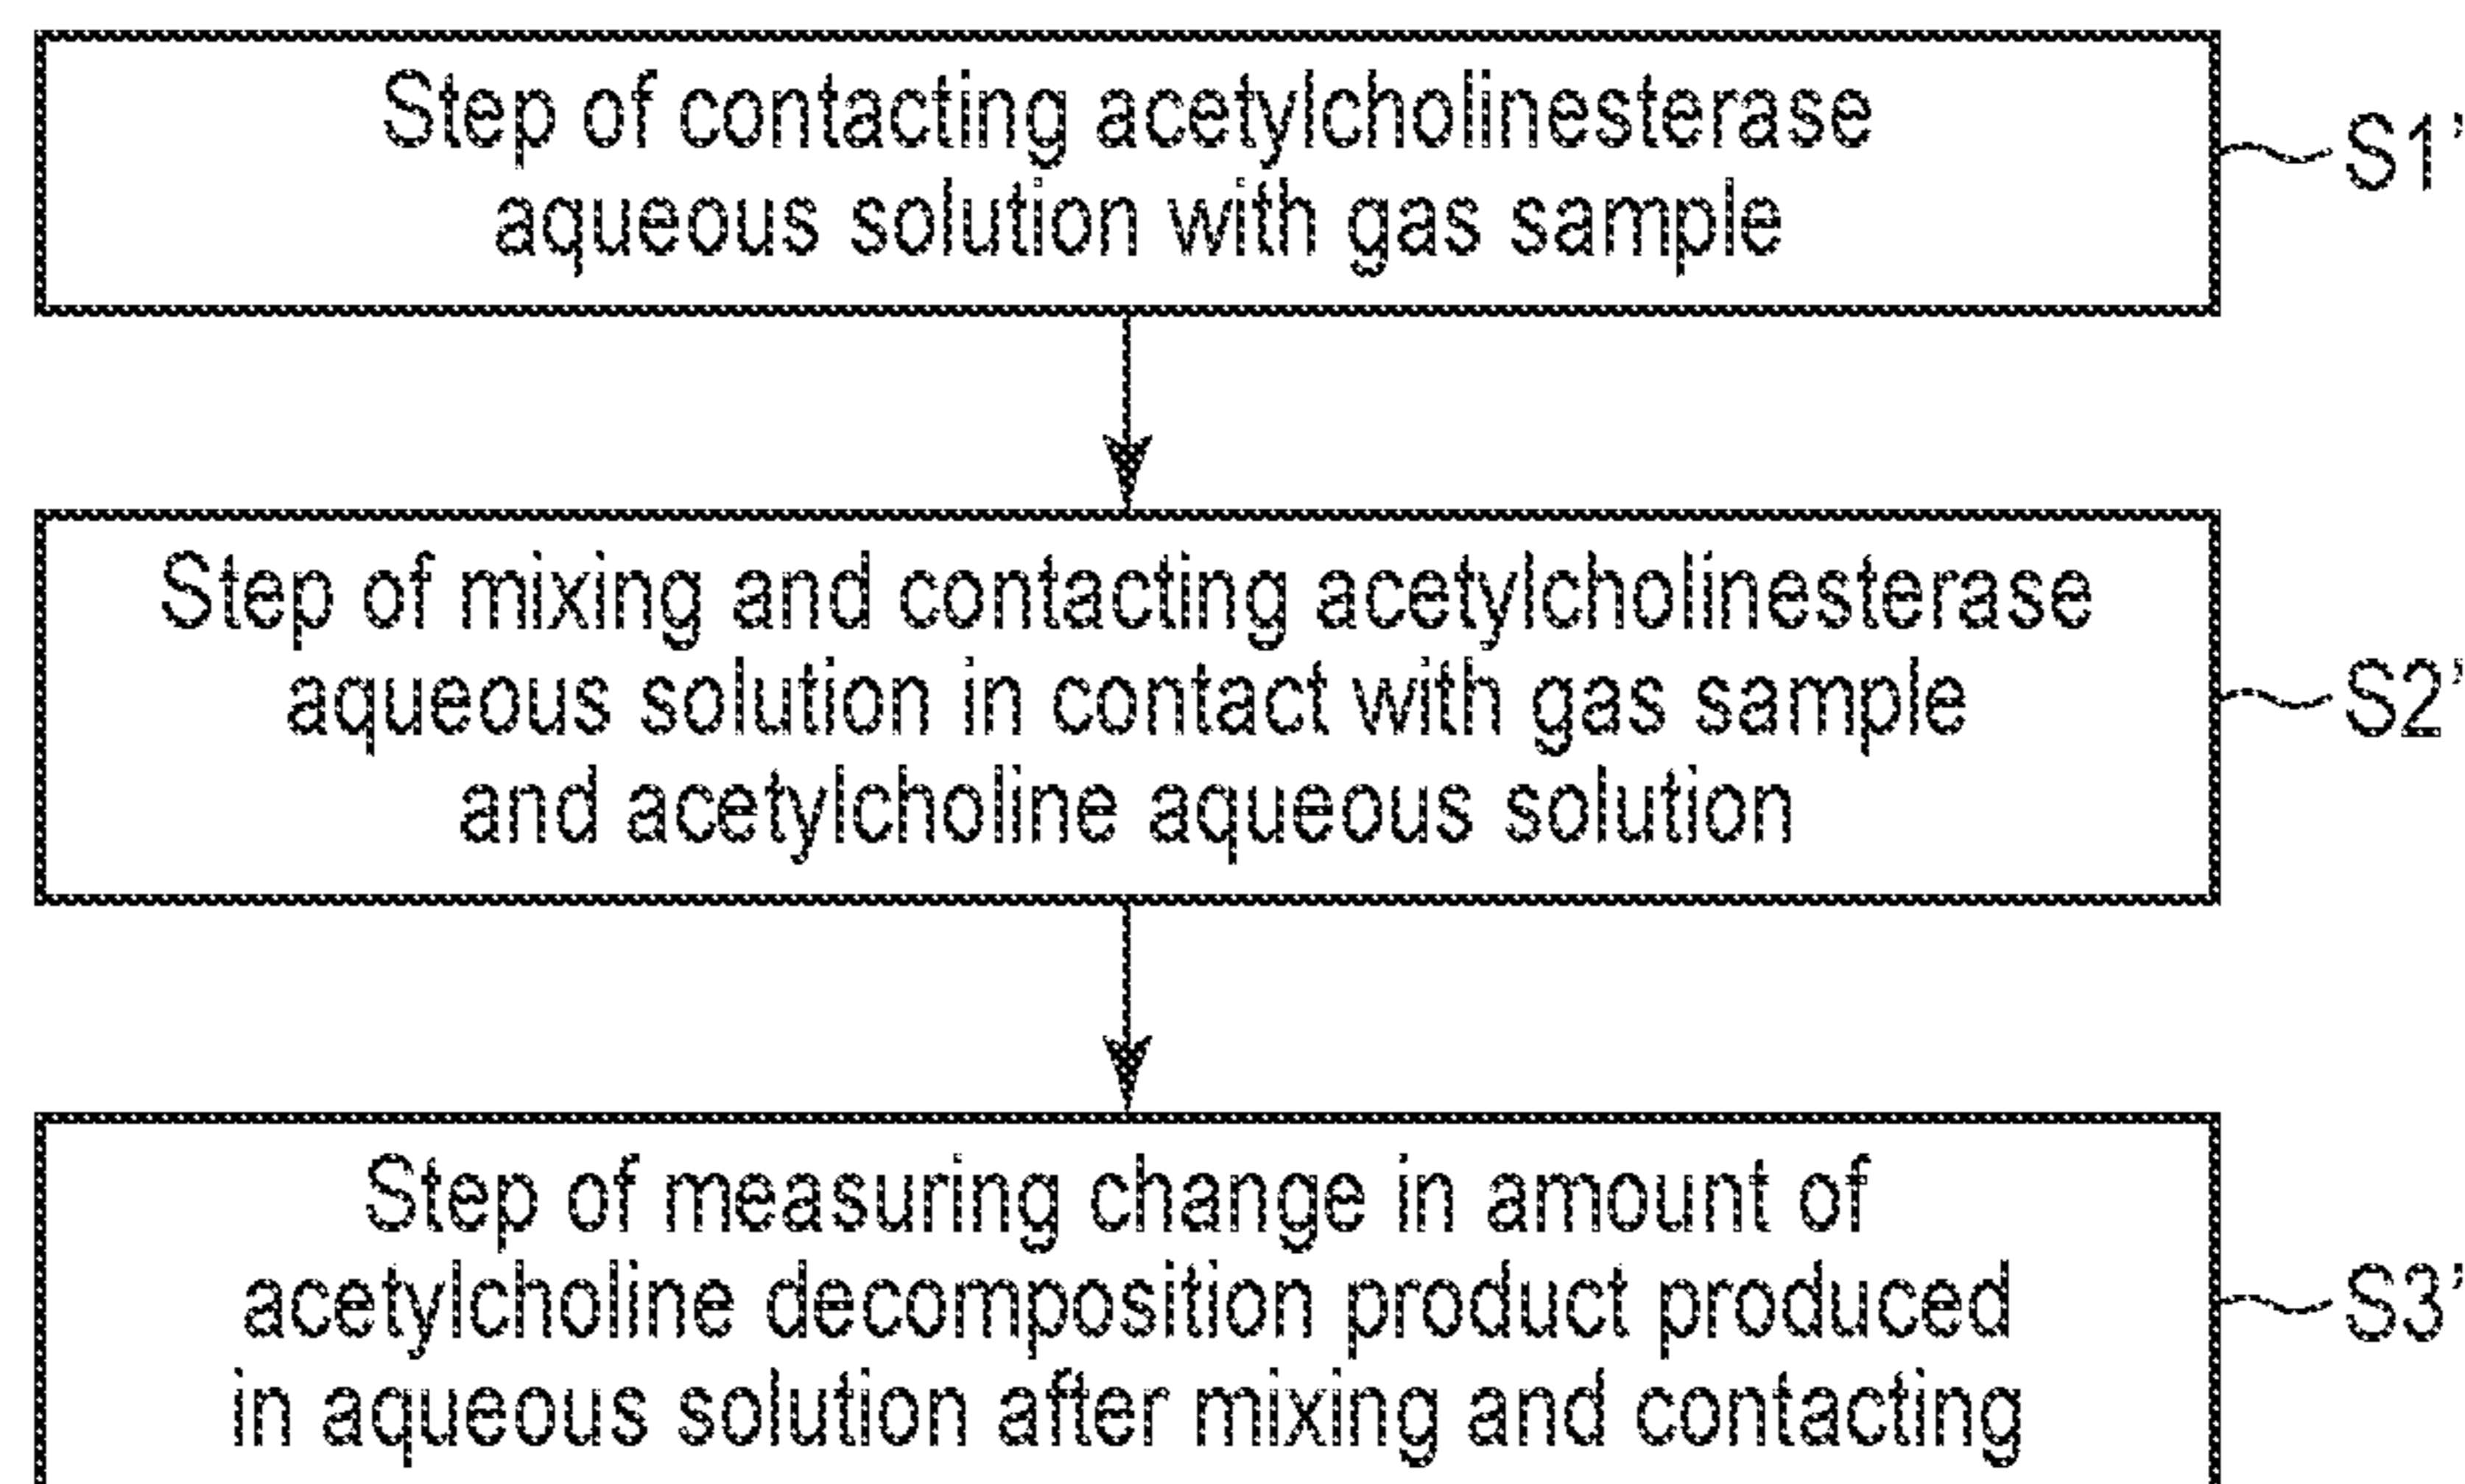 Step of contacting acetylcholinesterase
aqueous solution with gas sample
S1'
Step of mixing and contacting acetylcholinesterase
aqueous solution in contact with gas sample
and acetylcholine aqueous solution
S2'
Step of measuring change in amount of
acetylcholine decomposition product produced
in aqueous solution after mixing and contacting
S3'